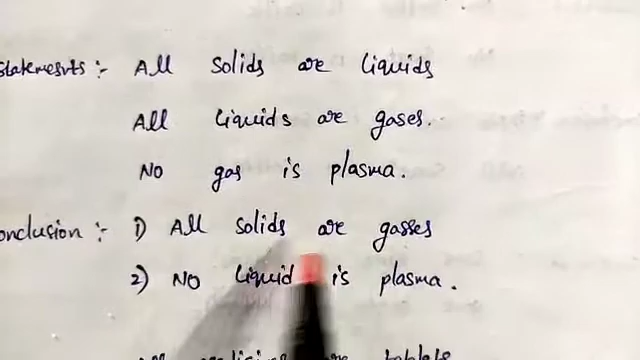 Statements :- All solids are liquids
All liquids are gases.
No gas is plasma.
Conclusion :- 1) All solids are gasses
2) No liquid is plasma.